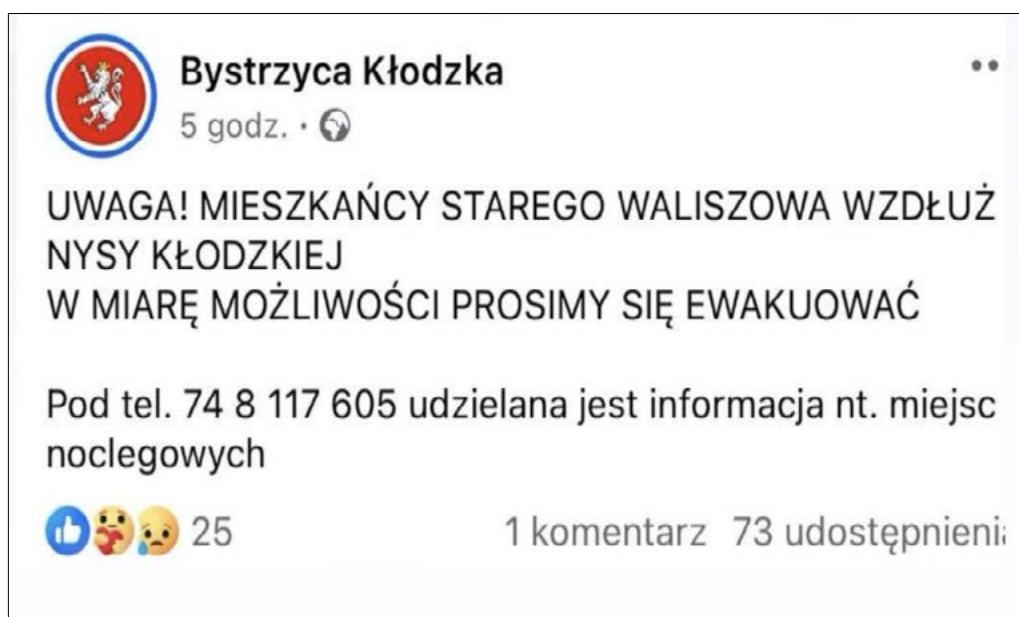 Bystrzyca Kłodzka
5 godz. ·
UWAGA! MIESZKAŃCY STAREGO WALISZOWA WZDŁUŻ
NYSY KŁODZKIEJ
W MIARĘ MOŻLIWOŚCI PROSIMY SIĘ EWAKUOWAĆ
Pod tel. 74 8 117 605 udzielana jest informacja nt. miejsc
noclegowych
25 1 komentarz 73 udostępnienia